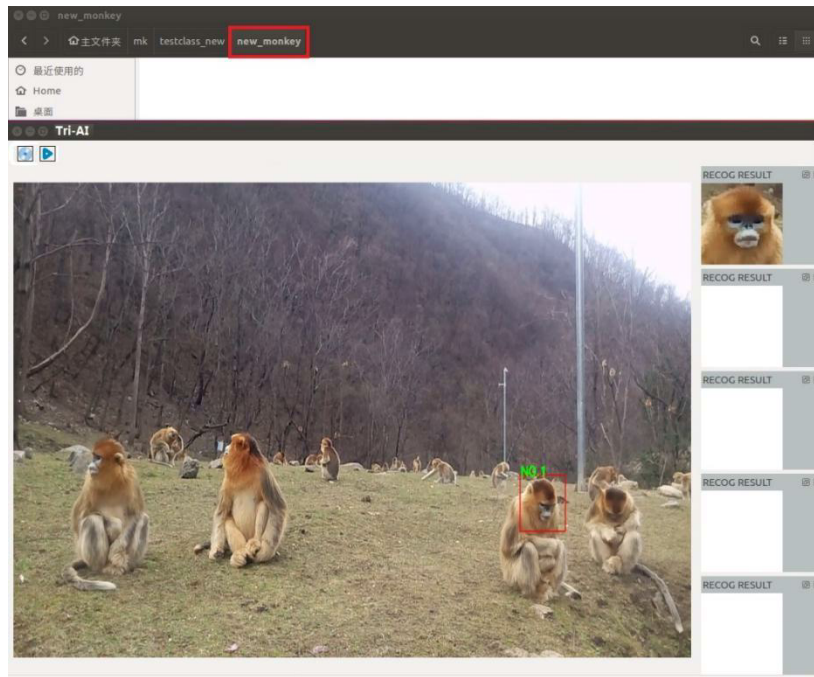 new_monkey
主文件夹 mk testclass_new new_monkey
最近使用的
Home
桌面
Tri-AI
RECOG RESULT
NO.1
RECOG RESULT
RECOG RESULT
RECOG RESULT
RECOG RESULT